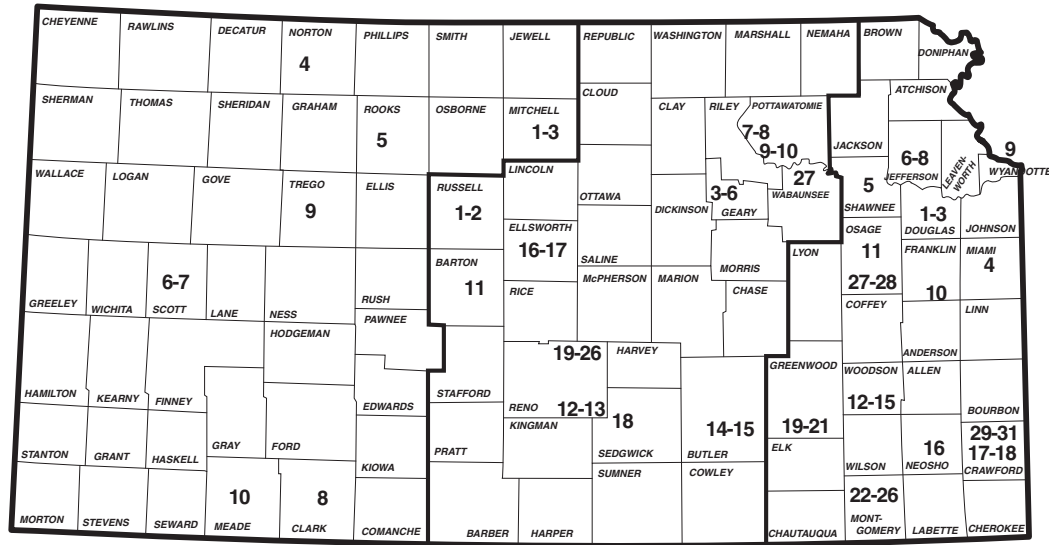 CHEYENNE
RAWLINS
DECATUR
NORTON
4
PHILLIPS
SMITH
JEWELL
REPUBLIC
WASHINGTON
MARSHALL
NEMAHA
BROWN
DONIPHAN
SHERMAN
THOMAS
SHERIDAN
GRAHAM
ROOKS
5
OSBORNE
MITCHELL
1-3
CLOUD
CLAY
RILEY
POTTAWATOMIE
7-8
9-10
JACKSON
ATCHISON
6-8
JEFFERSON
LEAVEN-
WORTH
9
WYANDOTTE
WALLACE
LOGAN
GOVE
TREGO
9
ELLIS
RUSSELL
1-2
LINCOLN
OTTAWA
DICKINSON
3-6
GEARY
27
WABAUNSEE
5
SHAWNEE
1-3
DOUGLAS
JOHNSON
GREELEY
WICHITA
6-7
SCOTT
LANE
NESS
RUSH
BARTON
11
ELLSWORTH
16-17
SALINE
MORRIS
LYON
OSAGE
11
27-28
FRANKLIN
10
MIAMI
4
HODGEMAN
PAWNEE
RICE
McPHERSON
MARION
CHASE
COFFEY
ANDERSON
LINN
HAMILTON
KEARNY
FINNEY
EDWARDS
STAFFORD
19-26
RENO
12-13
HARVEY
GREENWOOD
19-21
WOODSON
12-15
ALLEN
BOURBON
STANTON
GRANT
HASKELL
GRAY
FORD
KIOWA
PRATT
KINGMAN
18
SEDGWICK
14-15
BUTLER
ELK
WILSON
16
NEOSHO
29-31
17-18
CRAWFORD
MORTON
STEVENS
SEWARD
10
MEADE
8
CLARK
COMANCHE
BARBER
HARPER
SUMNER
COWLEY
CHAUTAUQUA
22-26
MONT-
GOMERY
LABETTE
CHEROKEE